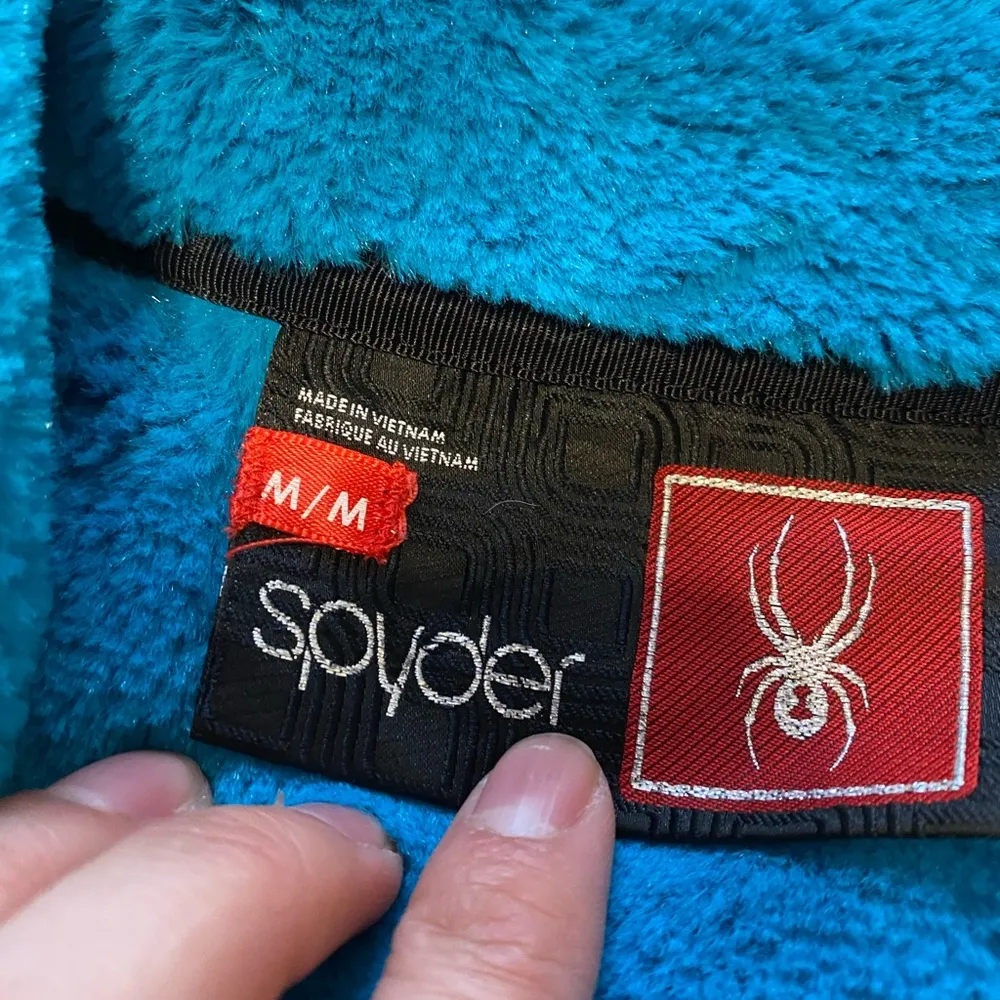 MADE IN VIETNAM
FABRIQUE AU VIETNAM
M/M
spyder